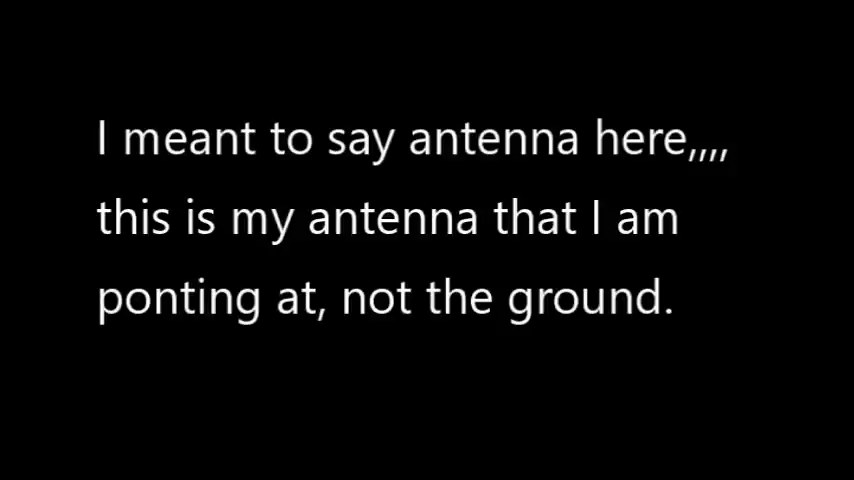 I meant to say antenna here,,,,
this is my antenna that I am
ponting at, not the ground.